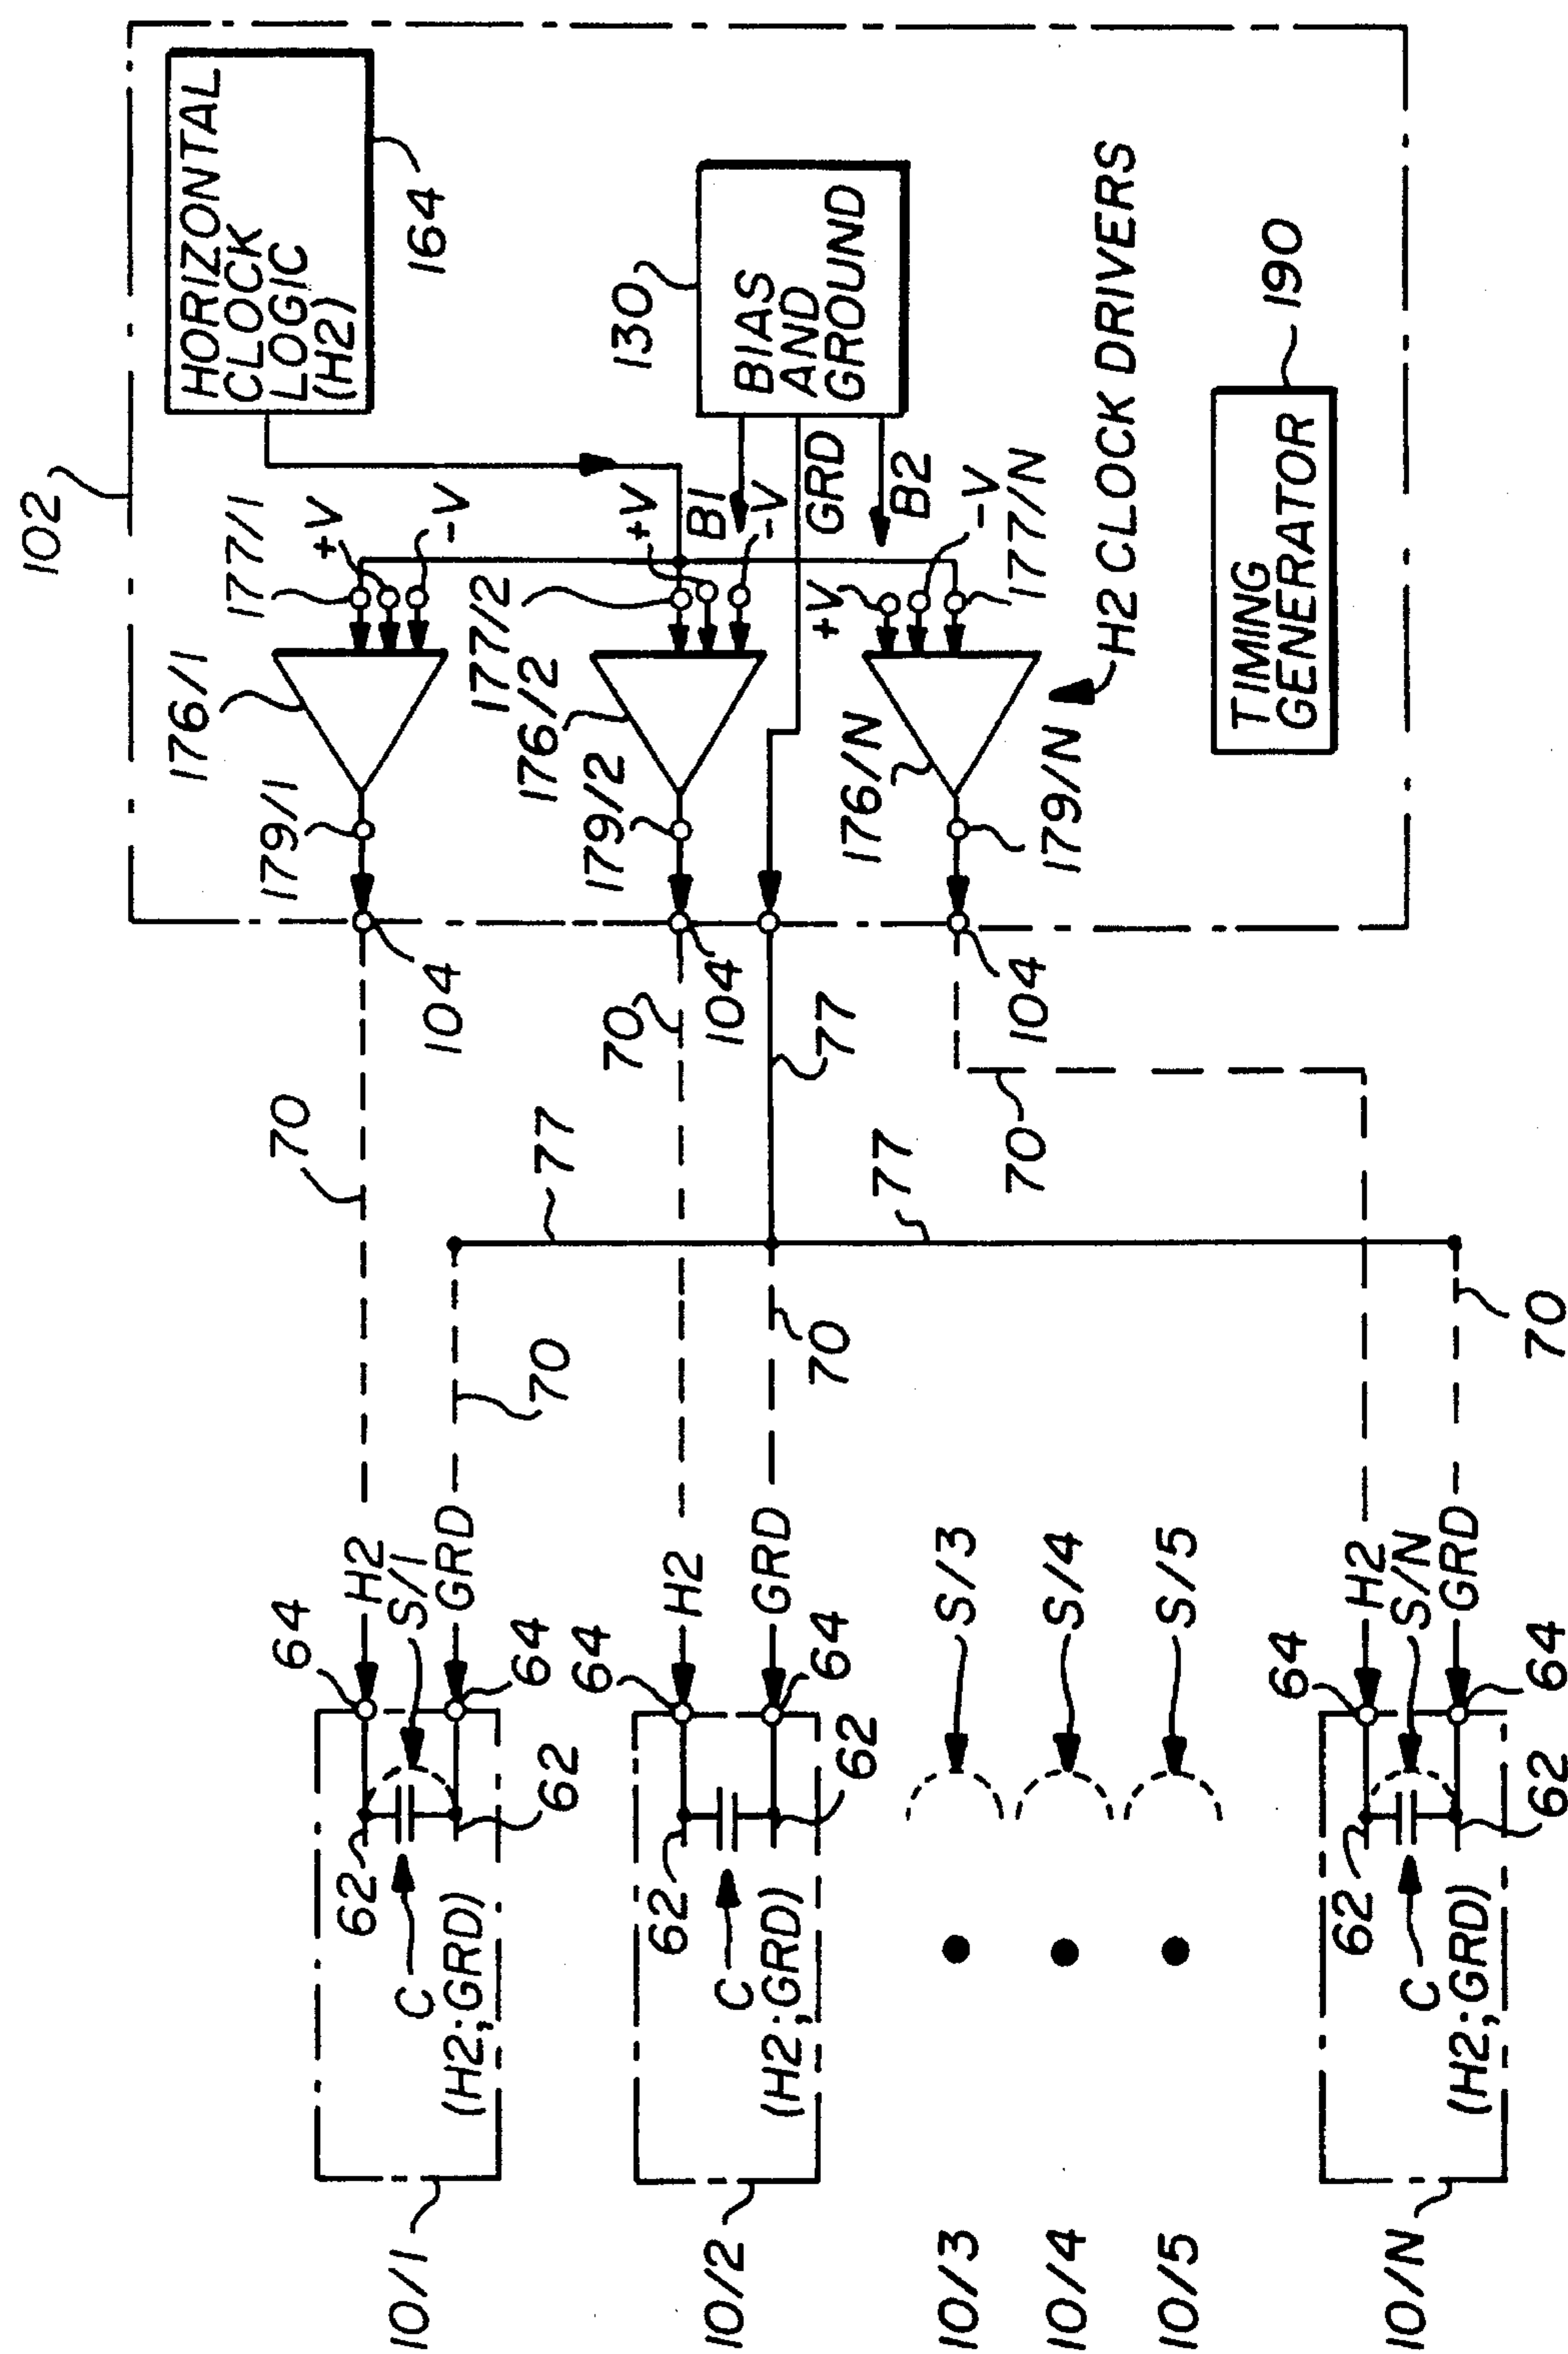 102
HORIZONTAL
CLOCK
LOGIC
(H2)
164
130
BIAS
AND
GROUND
B1
GRD
B2
H2 CLOCK DRIVERS
TIMING
GENERATOR
190
177/1
+V
-V
176/1
179/1
104
177/2
+V
-V
176/2
179/2
104
+V
-V
177/N
176/N
179/N
104
70
70
77
77
77
70
70
70
70
H2
S/1
GRD
64
64
62
62
C
(H2;GRD)
10/1
H2
GRD
64
64
62
62
C
(H2;GRD)
10/2
S/3
S/4
S/5
10/3
10/4
10/5
H2
S/N
GRD
64
64
62
62
C
(H2;GRD)
10/N